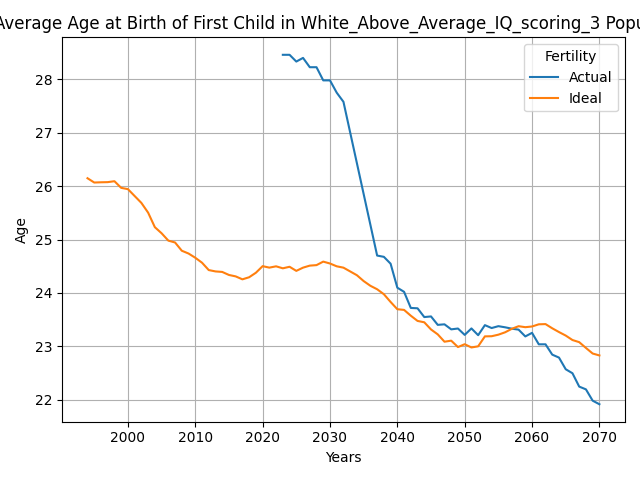 Average Age at Birth of First Child in White_Above_Average_IQ_scoring_3 Popu
Fertility
Actual
Ideal
28
27
26
25
24
23
22
Age
2000
2010
2020
2030
2040
2050
2060
2070
Years